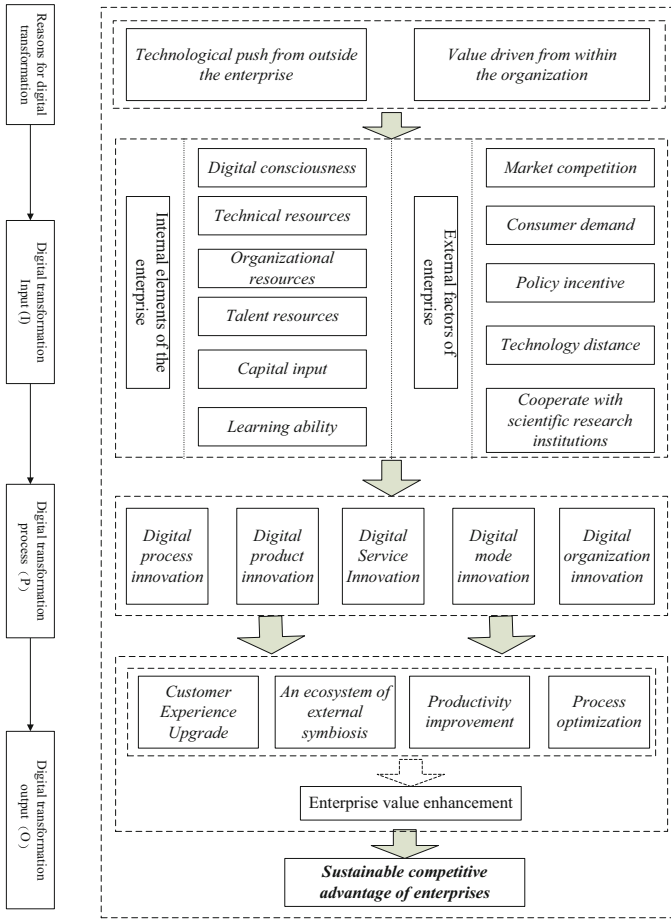 Reasons for digital
transformation
Technological push from outside
the enterprise
Value driven from within
the organization
Digital transformation
Input (I)
Internal elements of the
enterprise
Digital consciousness
Technical resources
Organizational
resources
Talent resources
Capital input
Learning ability
External factors of
enterprise
Market competition
Consumer demand
Policy incentive
Technology distance
Cooperate with
scientific research
institutions
Digital transformation
process（P）
Digital
process
innovation
Digital
product
innovation
Digital
Service
Innovation
Digital
mode
innovation
Digital
organization
innovation
Digital transformation
output（O）
Customer
Experience
Upgrade
An ecosystem of
external
symbiosis
Productivity
improvement
Process
optimization
Enterprise value enhancement
Sustainable competitive
advantage of enterprises